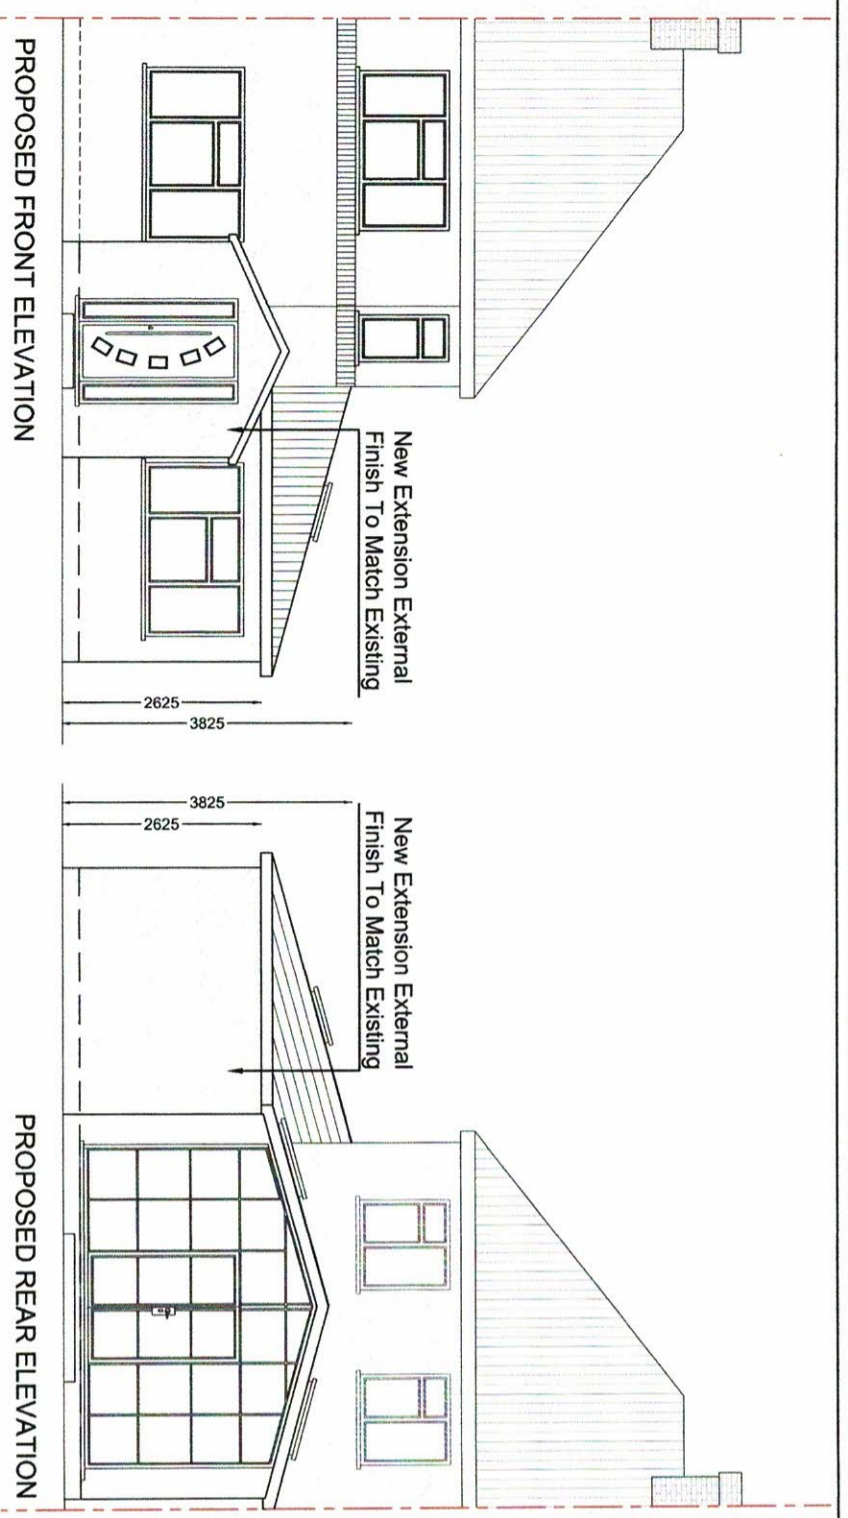 New Extension External
Finish To Match Existing
2625
3825
PROPOSED FRONT ELEVATION
New Extension External
Finish To Match Existing
3825
2625
PROPOSED REAR ELEVATION